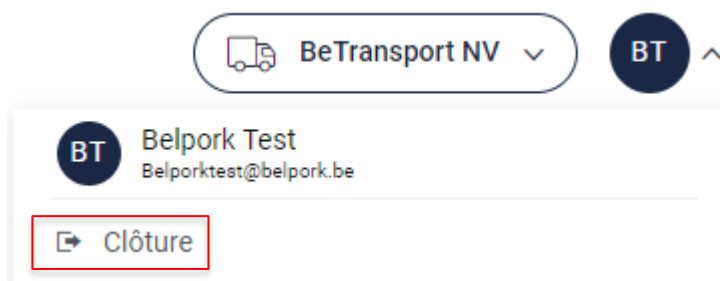 BeTransport NV
BT
BT
Belpork Test
Belporktest@belpork.be
Clôture